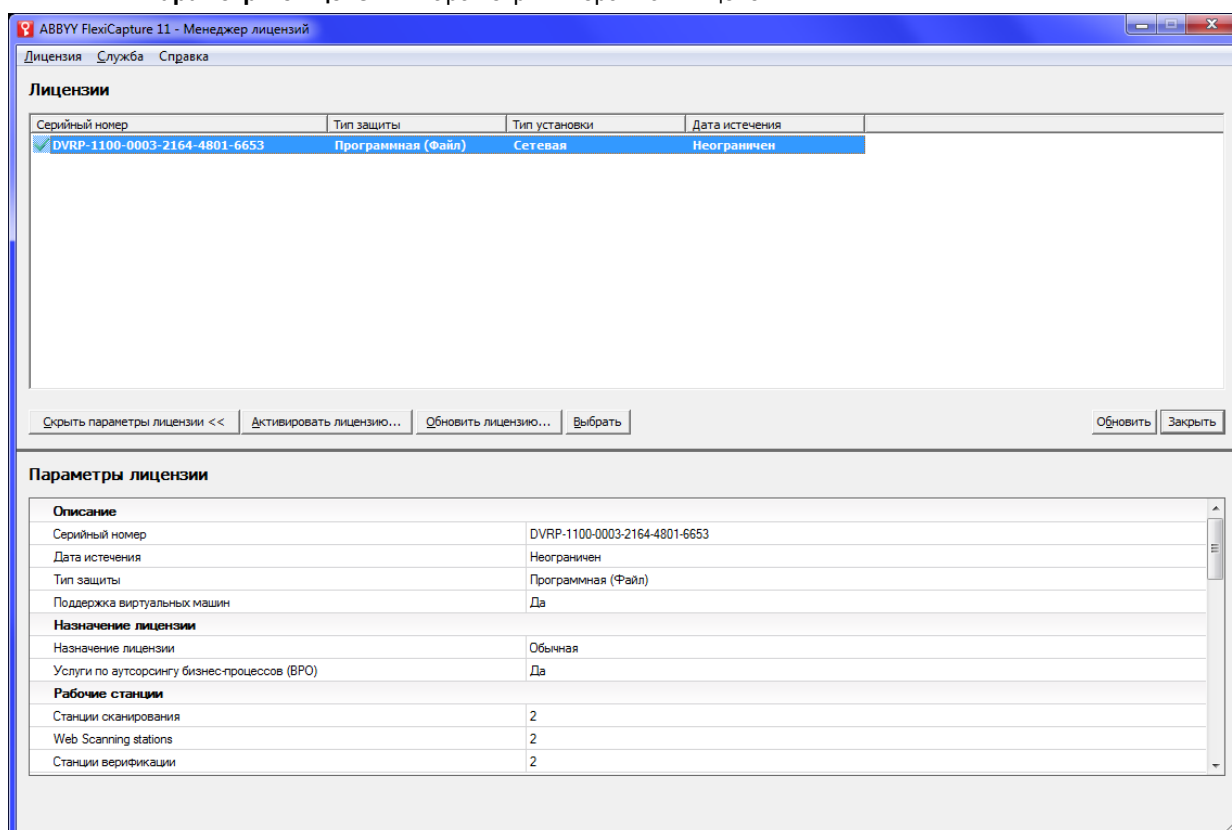 ABBYY FlexiCapture 11 - Менеджер лицензий
Лицензия Служба Справка
Лицензии
Серийный номер Тип защиты Тип установки Дата истечения
DVRP-1100-0003-2164-4801-6653 Программная (Файл) Сетевая Неограничен
Скрыть параметры лицензии << Активировать лицензию... Обновить лицензию... Выбрать Обновить Закрыть
Параметры лицензии
Описание
Серийный номер DVRP-1100-0003-2164-4801-6653
Дата истечения Неограничен
Тип защиты Программная (Файл)
Поддержка виртуальных машин Да
Назначение лицензии
Назначение лицензии Обычная
Услуги по аутсорсингу бизнес-процессов (BPO) Да
Рабочие станции
Станции сканирования 2
Web Scanning stations 2
Станции верификации 2